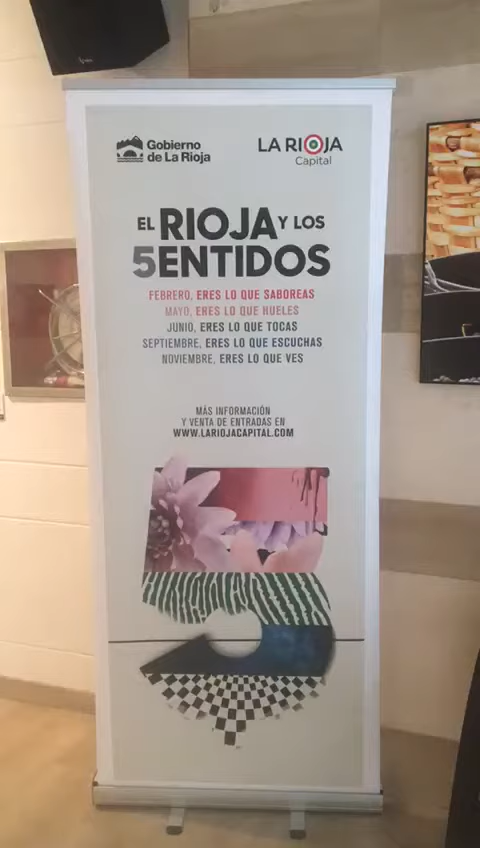 Gobierno
de La Rioja
LA RIOJA
Capital
EL RIOJA Y LOS
5ENTIDOS
FEBRERO, ERES LO QUE SABOREAS
MAYO, ERES LO QUE HUELES
JUNIO, ERES LO QUE TOCAS
SEPTIEMBRE, ERES LO QUE ESCUCHAS
NOVIEMBRE, ERES LO QUE VES
MÁS INFORMACIÓN
Y VENTA DE ENTRADAS EN
WWW.LARIOJACAPITAL.COM